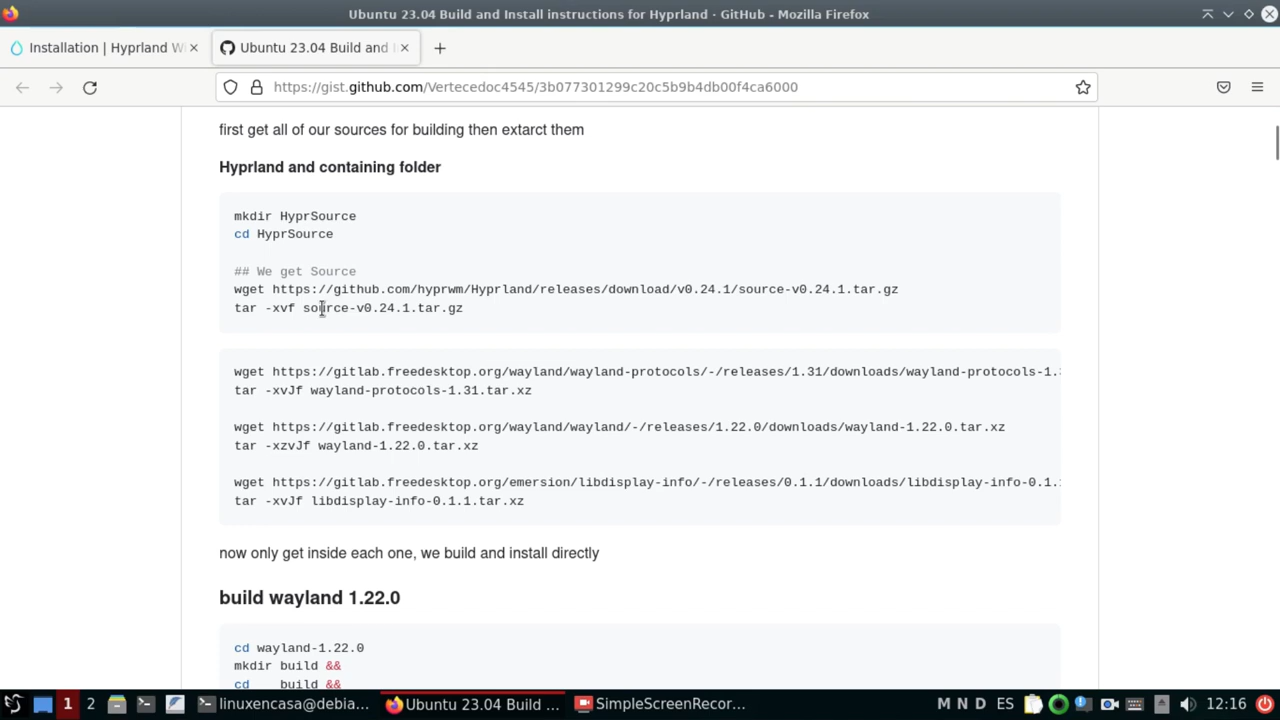 Ubuntu 23.04 Build and Install instructions for Hyprland · GitHub - Mozilla Firefox
Installation | Hyprland W
Ubuntu 23.04 Build and
https://gist.github.com/Vertecedoc4545/3b077301299c20c5b9b4db00f4ca6000
first get all of our sources for building then extarct them
Hyprland and containing folder
mkdir HyprSource
cd HyprSource
## We get Source
wget https://github.com/hyprwm/Hyprland/releases/download/v0.24.1/source-v0.24.1.tar.gz
tar -xvf source-v0.24.1.tar.gz
wget https://gitlab.freedesktop.org/wayland/wayland-protocols/-/releases/1.31/downloads/wayland-protocols-1.3
tar -xvJf wayland-protocols-1.31.tar.xz
wget https://gitlab.freedesktop.org/wayland/wayland/-/releases/1.22.0/downloads/wayland-1.22.0.tar.xz
tar -xzvJf wayland-1.22.0.tar.xz
wget https://gitlab.freedesktop.org/emersion/libdisplay-info/-/releases/0.1.1/downloads/libdisplay-info-0.1.1
tar -xvJf libdisplay-info-0.1.1.tar.xz
now only get inside each one, we build and install directly
build wayland 1.22.0
cd wayland-1.22.0
mkdir build &&
cd build &&
1 2 linuxencasa@debia... Ubuntu 23.04 Build ... SimpleScreenRecor... M N D ES 12:16